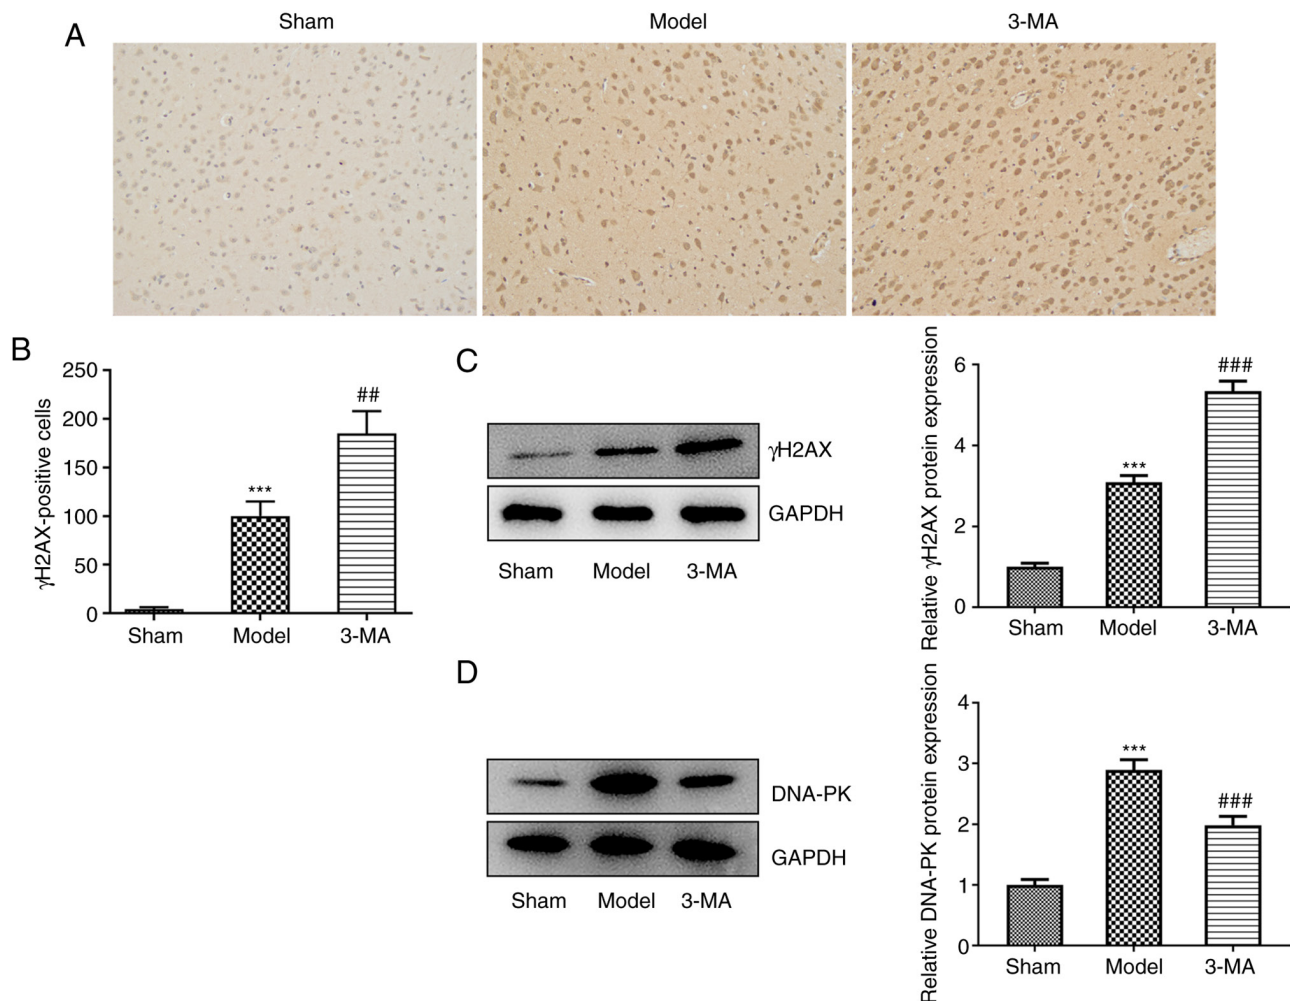 A
Sham Model 3-MA
B
250
200
150
100
50
0
γH2AX-positive cells
***
##
Sham Model 3-MA
C
γH2AX
GAPDH
Sham Model 3-MA
Relative γH2AX protein expression
6
4
2
0
***
###
Sham Model 3-MA
D
DNA-PK
GAPDH
Sham Model 3-MA
Relative DNA-PK protein expression
4
3
2
1
0
***
###
Sham Model 3-MA